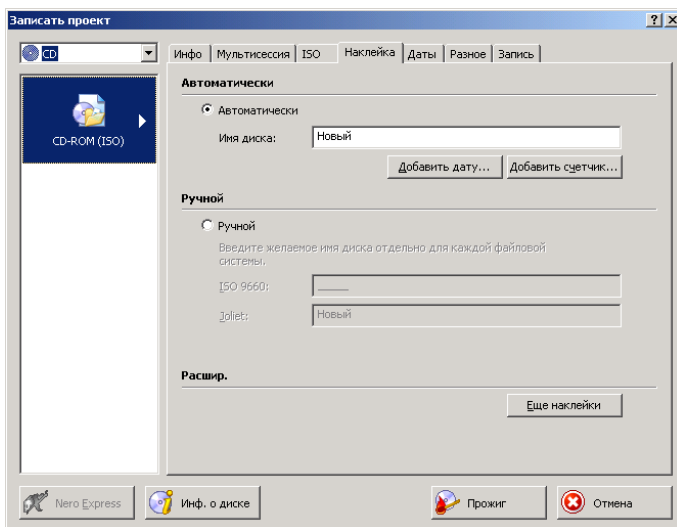 Записать проект
CD
Инфо Мультисессия ISO Наклейка Даты Разное Запись
CD-ROM (ISO)
Автоматически
Автоматически
Имя диска: Новый
Добавить дату... Добавить счетчик...
Ручной
Ручной
Введите желаемое имя диска отдельно для каждой файловой
системы.
ISO 9660: _____
Joliet: Новый
Расшир.
Еще наклейки
Nero Express Инф. о диске Прожиг Отмена